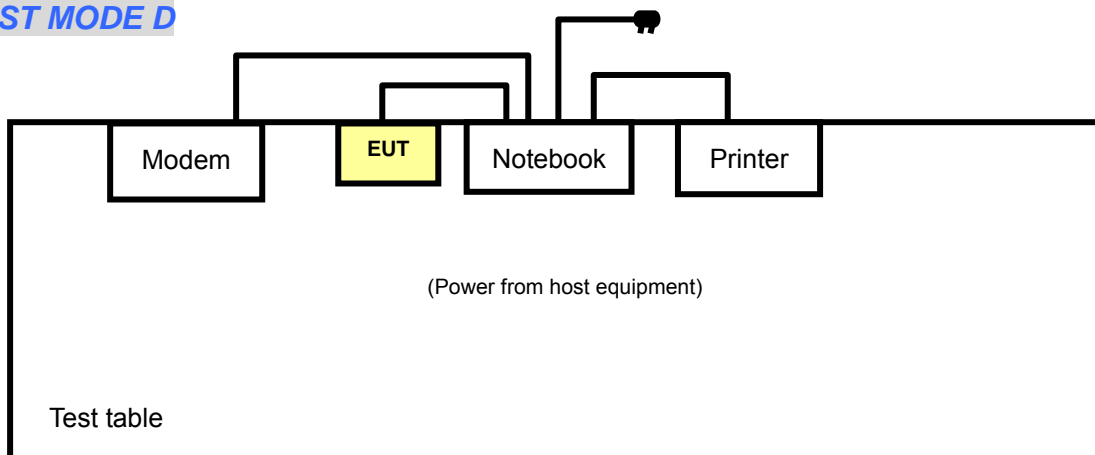 ST MODE D
Modem
EUT
Notebook
Printer
(Power from host equipment)
Test table